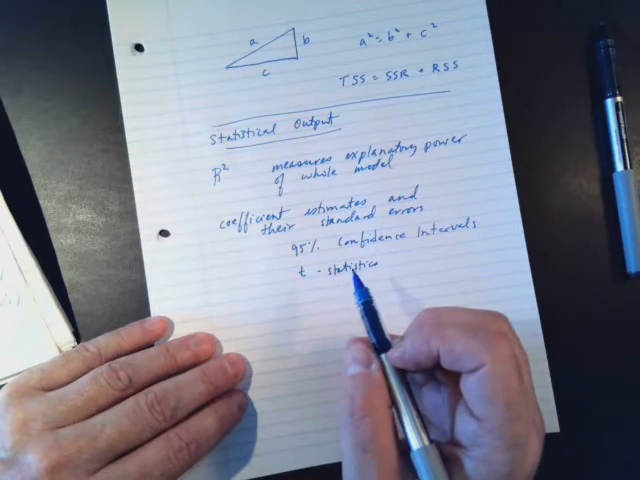 a
b
c
a² = b² + c²
TSS = SSR + RSS
Statistical Output
R² measures explanatory power
of whole model
coefficient estimates and
their standard errors
95% Confidence Intervals
t - statistics